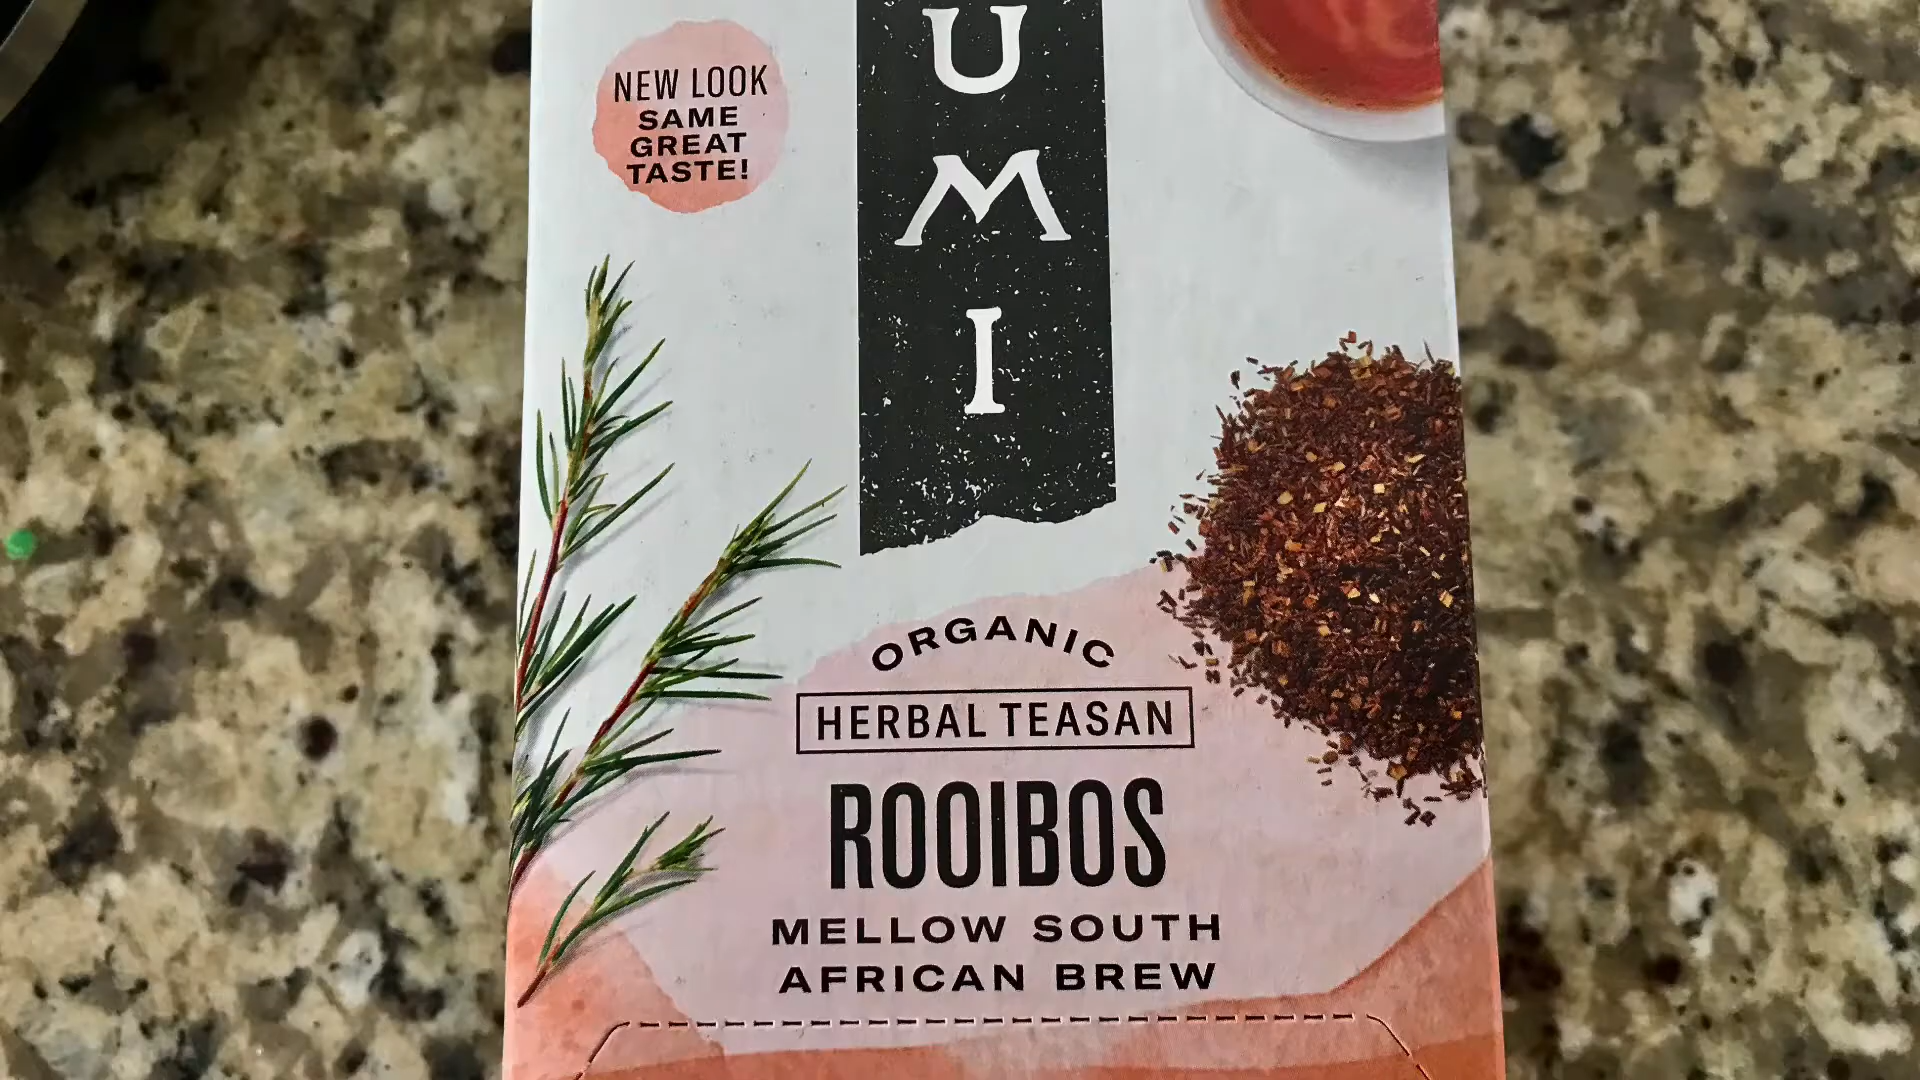 NEW LOOK
SAME
GREAT
TASTE!
U
M
I
ORGANIC
HERBAL TEASAN
ROOIBOS
MELLOW SOUTH
AFRICAN BREW